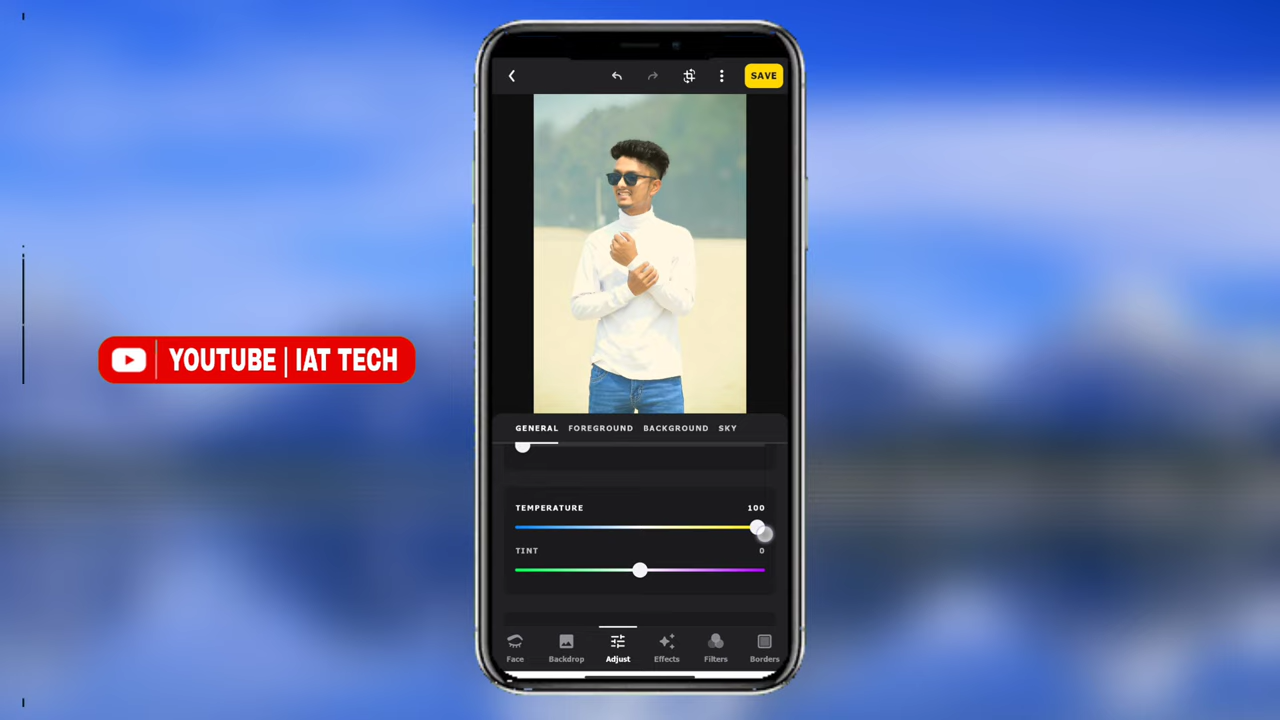 SAVE
YOUTUBE | IAT TECH
GENERAL FOREGROUND BACKGROUND SKY
TEMPERATURE 100
TINT 0
Face Backdrop Adjust Effects Filters Borders